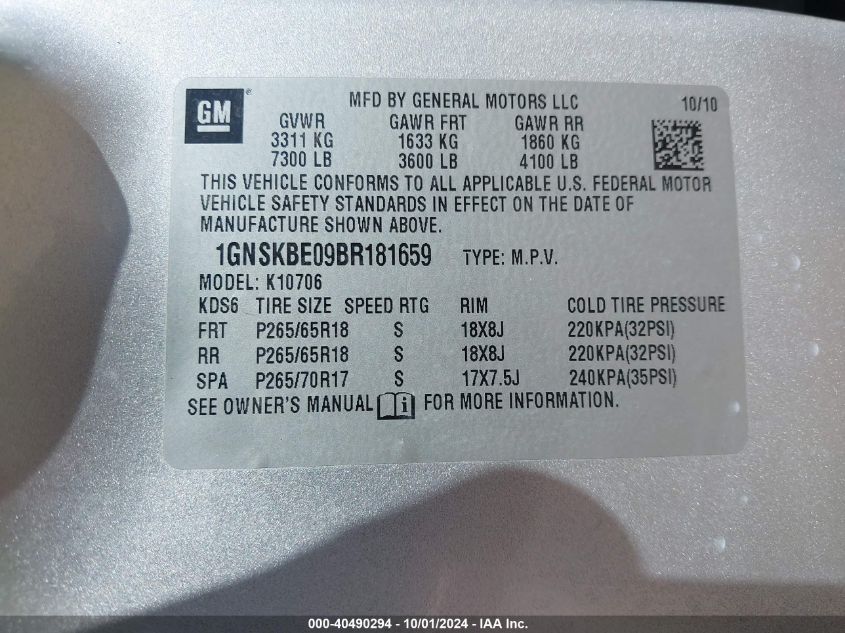 GM ®
MFD BY GENERAL MOTORS LLC 10/10
GVWR GAWR FRT GAWR RR
3311 KG 1633 KG 1860 KG
7300 LB 3600 LB 4100 LB
THIS VEHICLE CONFORMS TO ALL APPLICABLE U.S. FEDERAL MOTOR
VEHICLE SAFETY STANDARDS IN EFFECT ON THE DATE OF
MANUFACTURE SHOWN ABOVE.
1GNSKBE09BR181659 TYPE: M.P.V.
MODEL: K10706
KDS6 TIRE SIZE SPEED RTG RIM COLD TIRE PRESSURE
FRT P265/65R18 S 18X8J 220KPA(32PSI)
RR P265/65R18 S 18X8J 220KPA(32PSI)
SPA P265/70R17 S 17X7.5J 240KPA(35PSI)
SEE OWNER'S MANUAL i FOR MORE INFORMATION.
000-40490294 - 10/01/2024 - IAA Inc.